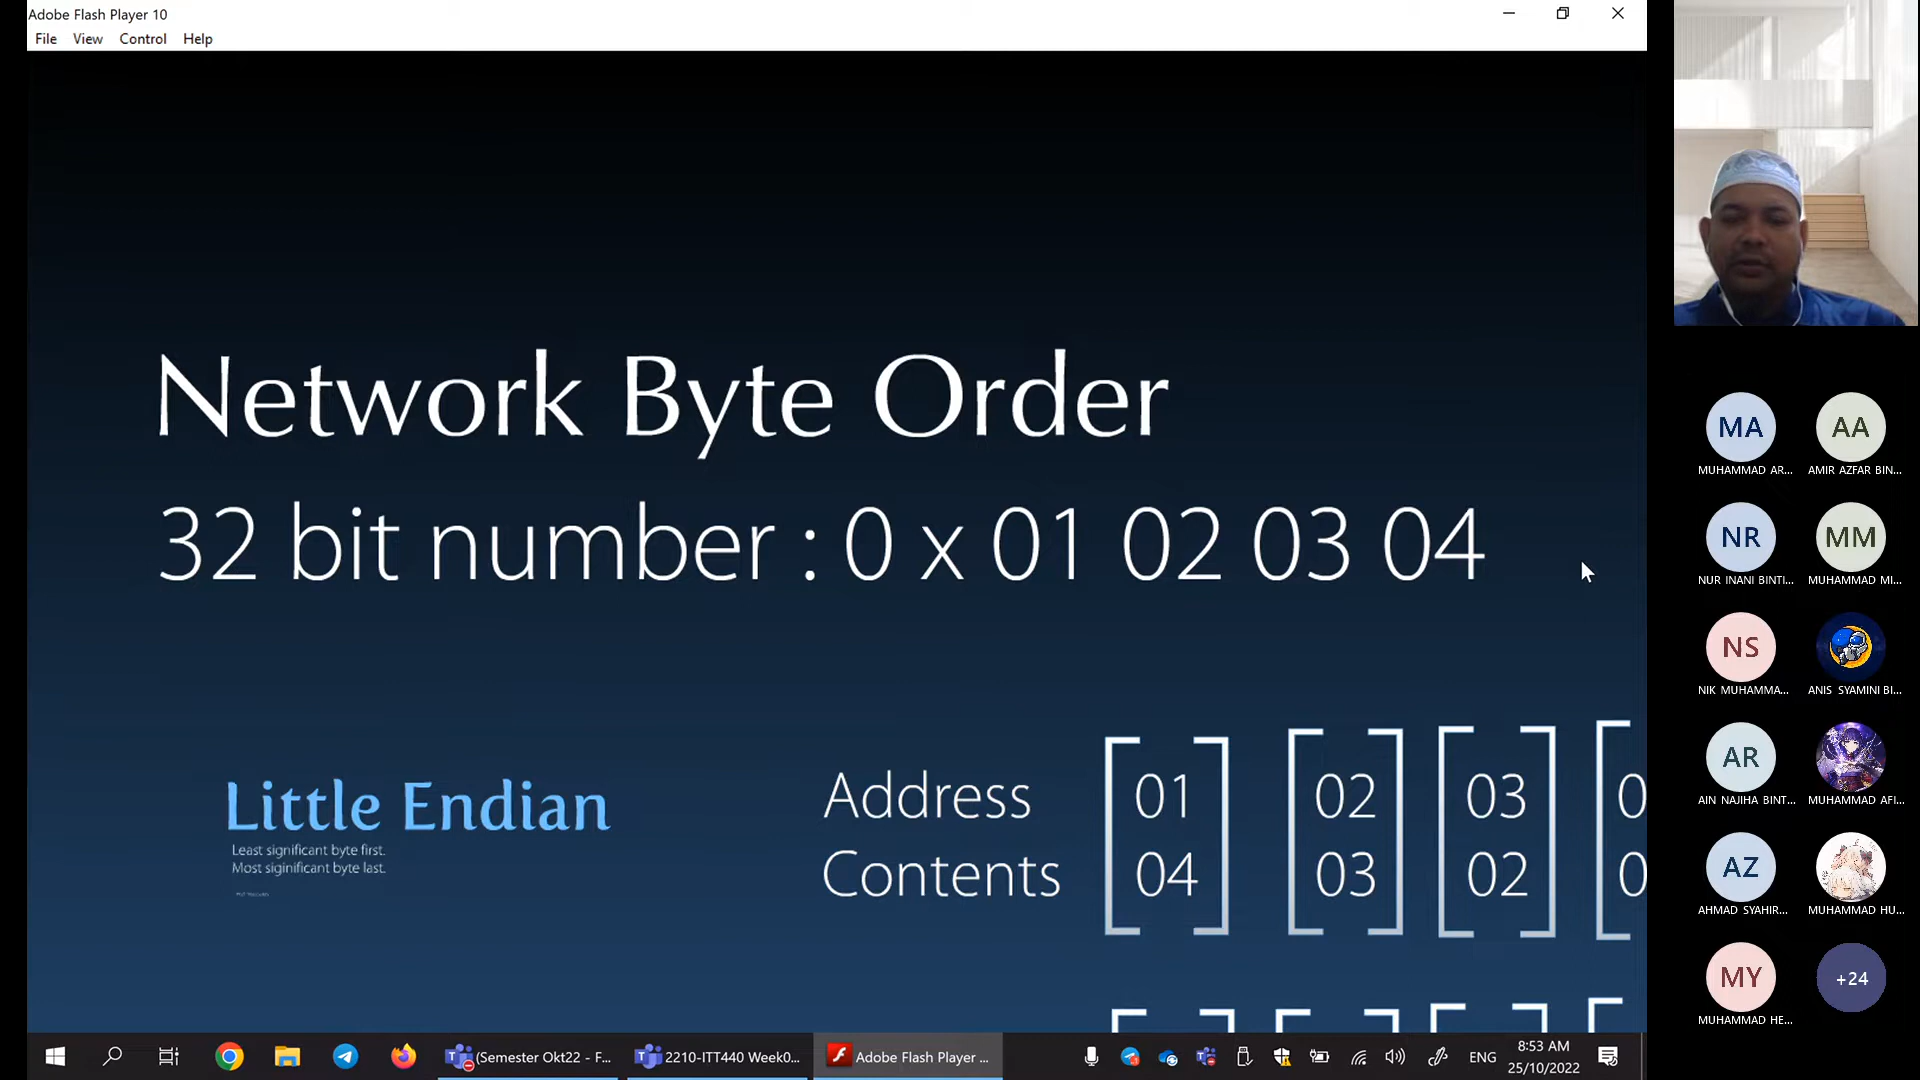 Adobe Flash Player 10
File View Control Help
Network Byte Order
32 bit number : 0 x 01 02 03 04
Little Endian
Least significant byte first.
Most siginificant byte last.
Address 01 02 03 0
Contents 04 03 02 0
MA AA
MUHAMMAD AR... AMIR AZFAR BIN...
NR MM
NUR INANI BINTI... MUHAMMAD MI...
NS
NIK MUHAMMA... ANIS SYAMINI BI...
AR
AIN NAJIHA BINT... MUHAMMAD AFI...
AZ
AHMAD SYAHIR... MUHAMMAD HU...
MY +24
MUHAMMAD HE...
(Semester Okt22 - F... 2210-ITT440 Week0... Adobe Flash Player ... ENG 8:53 AM
25/10/2022